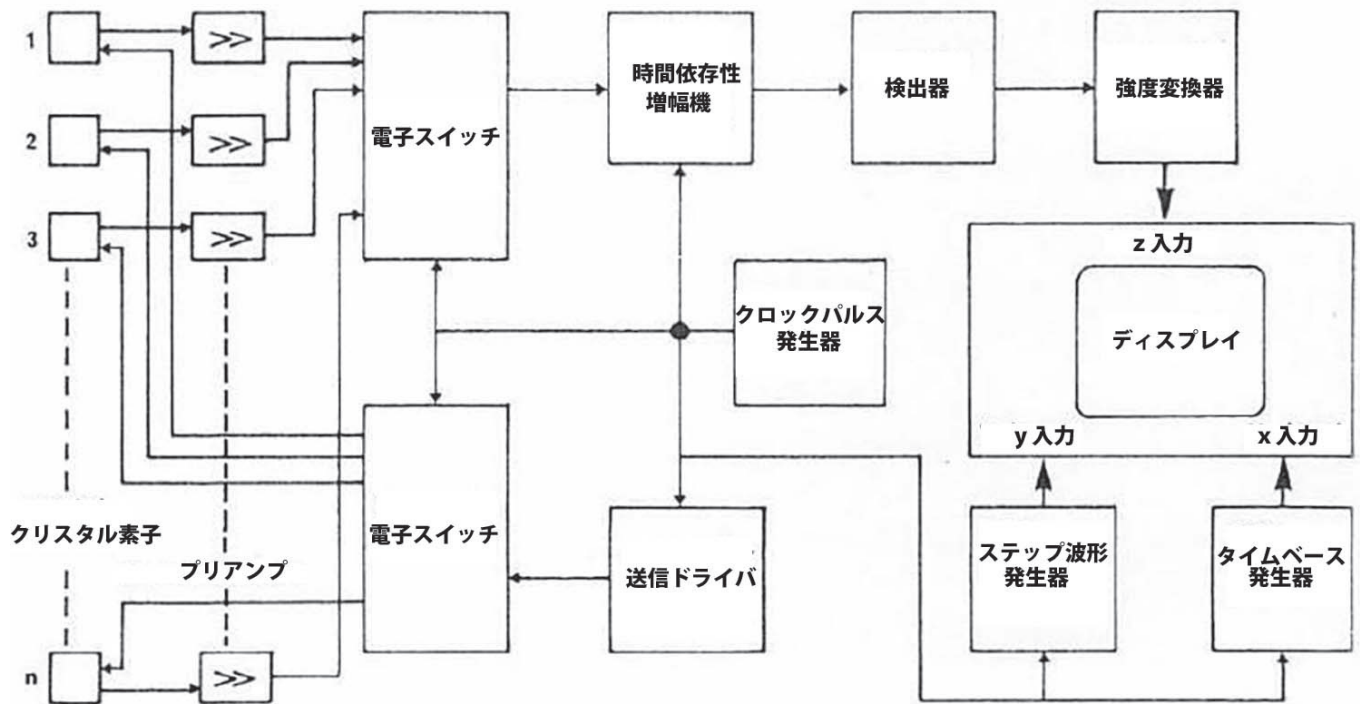 1
>>
電子スイッチ
時間依存性
増幅機
検出器
強度変換器
2
>>
3
>>
z 入力
ディスプレイ
y 入力
x 入力
クロックパルス
発生器
クリスタル素子
プリアンプ
電子スイッチ
送信ドライバ
ステップ波形
発生器
タイムベース
発生器
n
>>